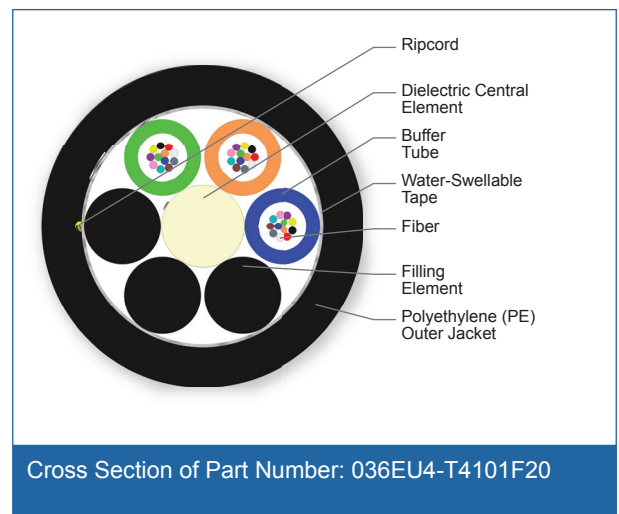 Ripcord
Dielectric Central
Element
Buffer
Tube
Water-Swellable
Tape
Fiber
Filling
Element
Polyethylene (PE)
Outer Jacket
Cross Section of Part Number: 036EU4-T4101F20